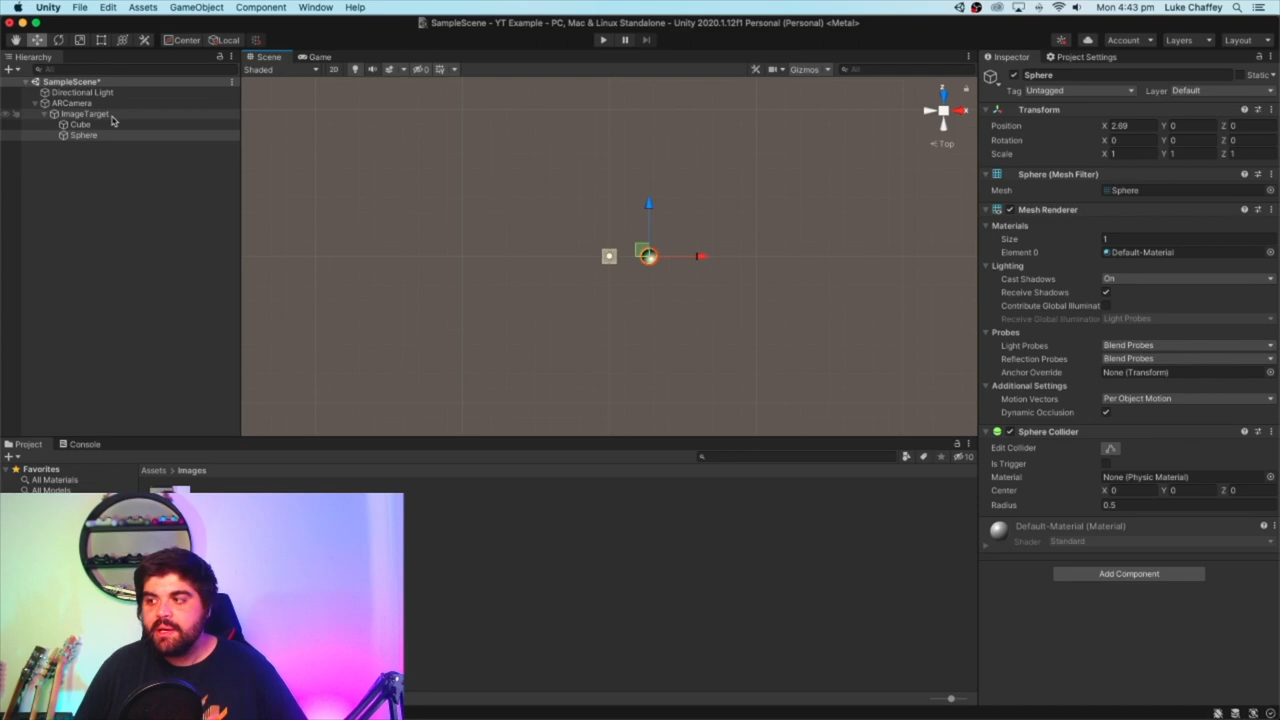 Unity File Edit Assets GameObject Component Window Help
Mon 4:43 pm Luke Chaffey
SampleScene - YT Example - PC, Mac & Linux Standalone - Unity 2020.1.12f1 Personal (Personal) <Metal>
Center Local
Account Layers Layout
Hierarchy
All
SampleScene*
Directional Light
ARCamera
ImageTarget
Cube
Sphere
Scene Game
Shaded 2D 0 Gizmos All
z
x
Top
Inspector Project Settings
Sphere Static
Tag Untagged Layer Default
Transform
Position X 2.69 Y 0 Z 0
Rotation X 0 Y 0 Z 0
Scale X 1 Y 1 Z 1
Sphere (Mesh Filter)
Mesh Sphere
Mesh Renderer
Materials
Size 1
Element 0 Default-Material
Lighting
Cast Shadows On
Receive Shadows
Contribute Global Illuminat
Receive Global Illumination Light Probes
Probes
Light Probes Blend Probes
Reflection Probes Blend Probes
Anchor Override None (Transform)
Additional Settings
Motion Vectors Per Object Motion
Dynamic Occlusion
Sphere Collider
Edit Collider
Is Trigger
Material None (Physic Material)
Center X 0 Y 0 Z 0
Radius 0.5
Default-Material (Material)
Shader Standard
Add Component
Project Console
10
Favorites
All Materials
All Models
Assets > Images